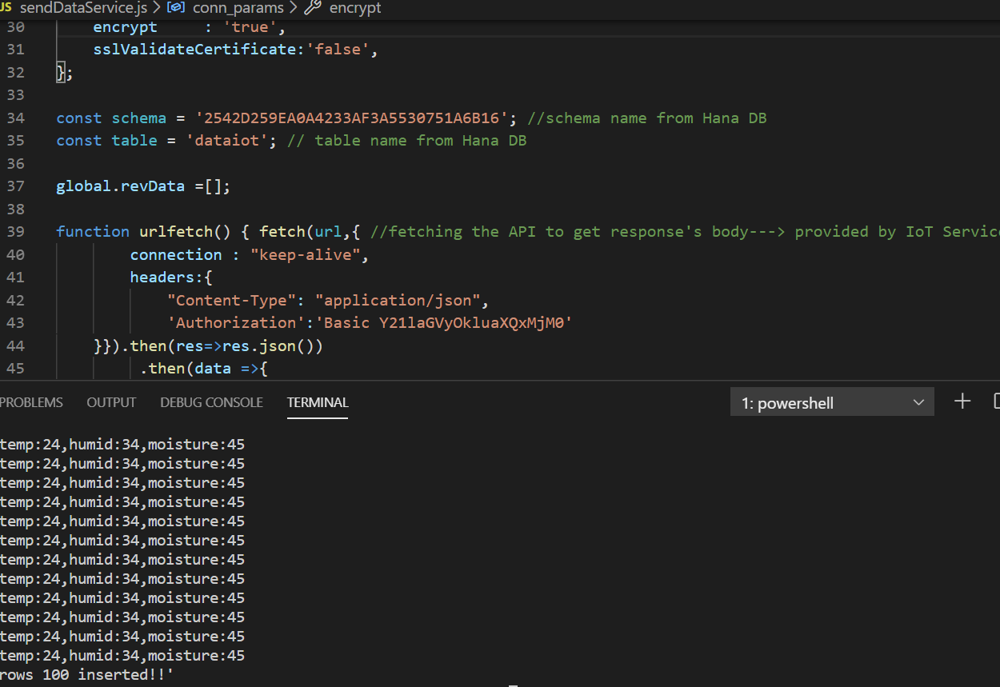 JS sendDataService.js > conn_params > encrypt
30 encrypt : 'true',
31 sslValidateCertificate:'false',
32 };
33
34 const schema = '2542D259EA0A4233AF3A5530751A6B16'; //schema name from Hana DB
35 const table = 'dataiot'; // table name from Hana DB
36
37 global.revData =[];
38
39 function urlfetch() { fetch(url,{ //fetching the API to get response's body---> provided by IoT Service
40 connection : "keep-alive",
41 headers:{
42 "Content-Type": "application/json",
43 'Authorization':'Basic Y21laGVyOkluaXQxMjM0'
44 }}).then(res=>res.json())
45 .then(data =>{
PROBLEMS OUTPUT DEBUG CONSOLE TERMINAL 1: powershell
temp:24,humid:34,moisture:45
temp:24,humid:34,moisture:45
temp:24,humid:34,moisture:45
temp:24,humid:34,moisture:45
temp:24,humid:34,moisture:45
temp:24,humid:34,moisture:45
temp:24,humid:34,moisture:45
temp:24,humid:34,moisture:45
temp:24,humid:34,moisture:45
temp:24,humid:34,moisture:45
temp:24,humid:34,moisture:45
temp:24,humid:34,moisture:45
rows 100 inserted!!'